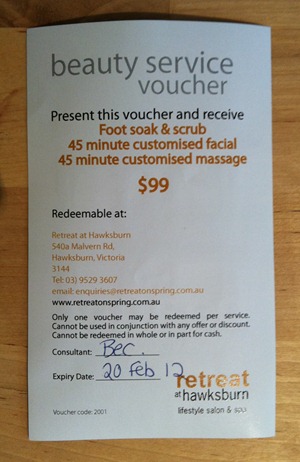 beauty service
voucher
Present this voucher and receive
Foot soak & scrub
45 minute customised facial
45 minute customised massage
$99
Redeemable at:
Retreat at Hawksburn
540a Malvern Rd,
Hawksburn, Victoria
3144
Tel: 03) 9529 3607
email: enquiries@retreatonspring.com.au
www.retreatonspring.com.au
Only one voucher may be redeemed per service.
Cannot be used in conjunction with any offer or discount.
Cannot be redeemed in whole or in part for cash.
Consultant: Bec.
Expiry Date: 20 Feb 12
retreat
at hawksburn
lifestyle salon & spa
Voucher code: 2001